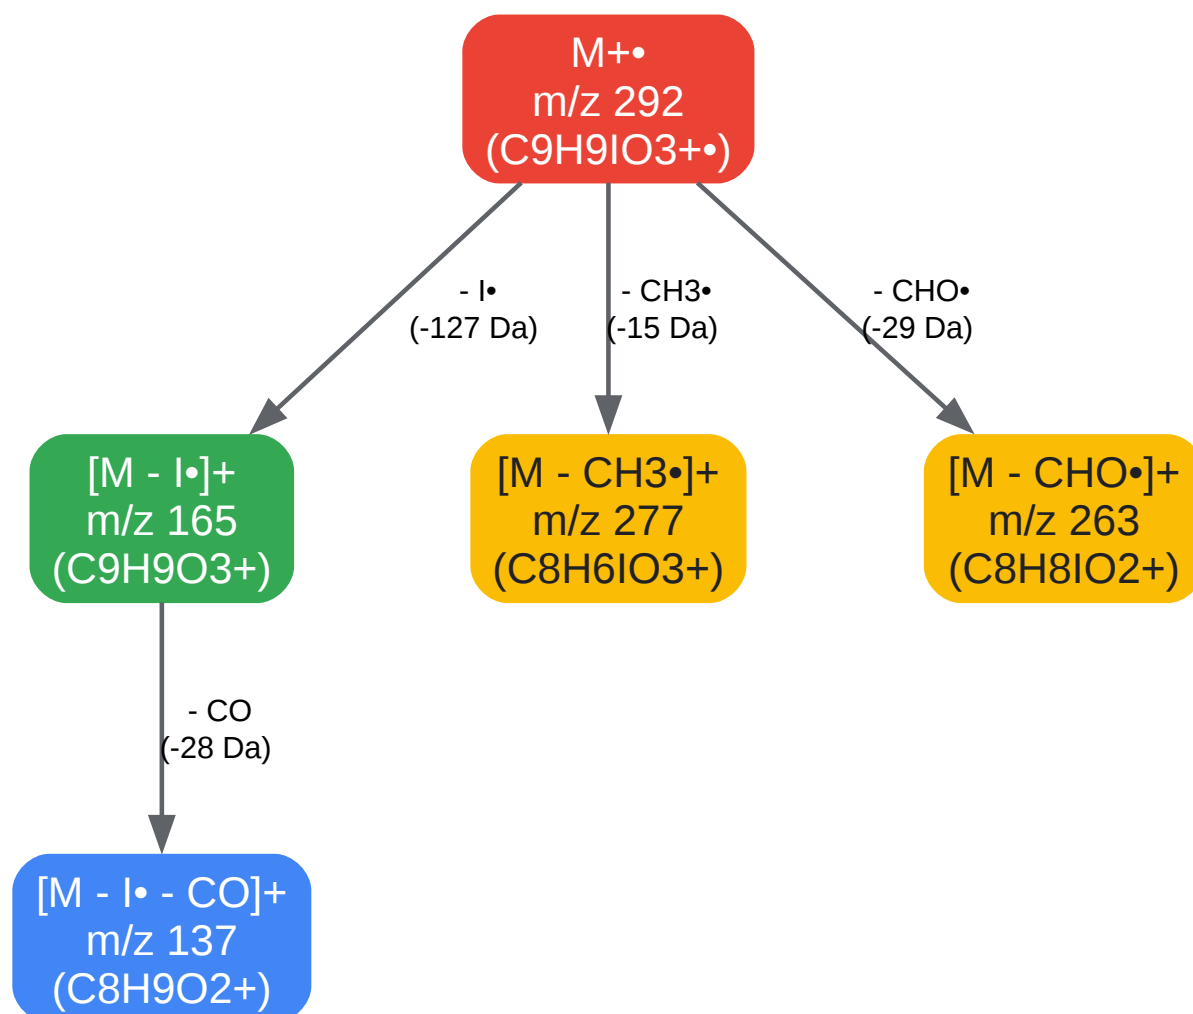 M+•
m/z 292
(C9H9IO3+•)
- I•
(-127 Da)
- CH3•
(-15 Da)
- CHO•
(-29 Da)
[M - I•]+
m/z 165
(C9H9O3+)
[M - CH3•]+
m/z 277
(C8H6IO3+)
[M - CHO•]+
m/z 263
(C8H8IO2+)
- CO
(-28 Da)
[M - I• - CO]+
m/z 137
(C8H9O2+)